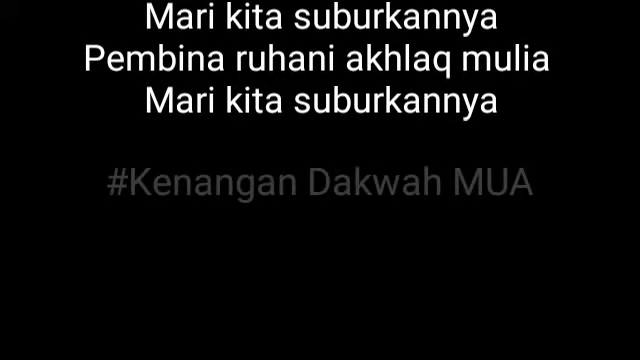 Mari kita suburkannya
Pembina ruhani akhlaq mulia
Mari kita suburkannya
#Kenangan Dakwah MUA